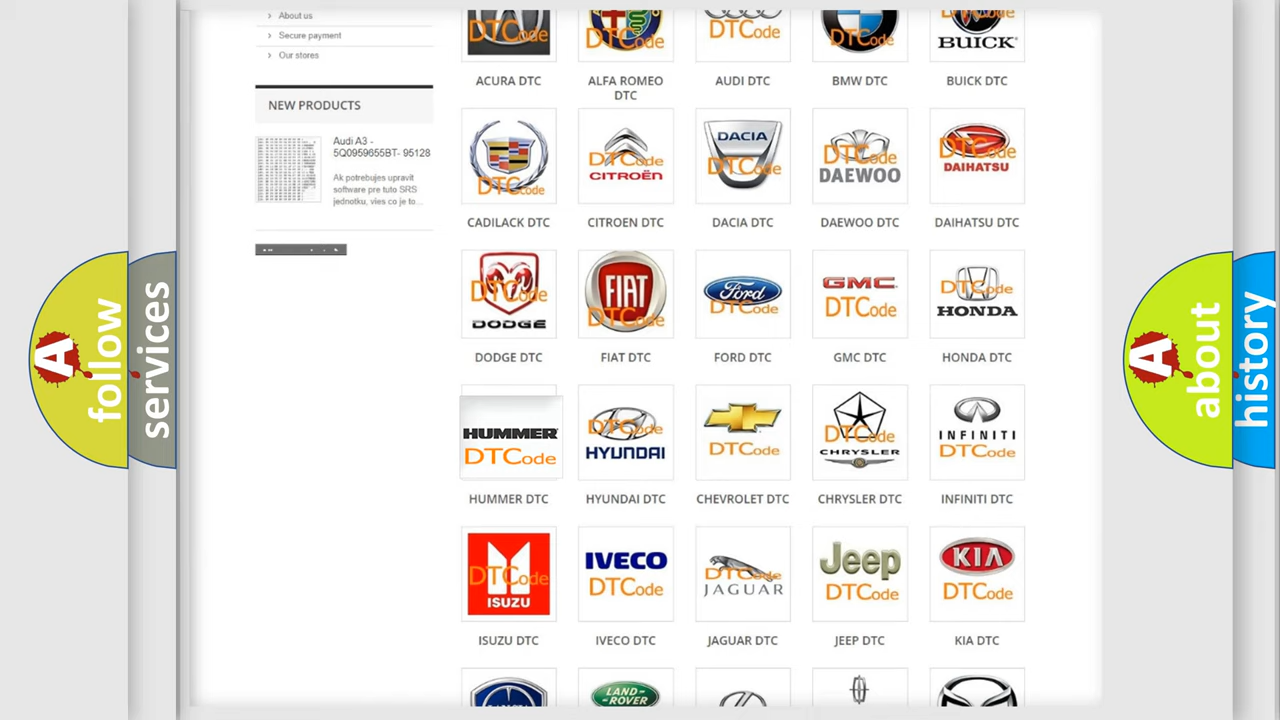 About us
Secure payment
Our stores
NEW PRODUCTS
Audi A3 -
5Q0959655BT- 95128
Ak potrebujes upravit
software pre tuto SRS
jednotku, vies co je to...
DTCode
DTCode
DTCode
DTCode
BUICK
ACURA DTC
ALFA ROMEO
DTC
AUDI DTC
BMW DTC
BUICK DTC
DTCode
DTCode
CITROËN
DACIA
DTCode
DTCode
DAEWOO
DTCode
DAIHATSU
CADILACK DTC
CITROEN DTC
DACIA DTC
DAEWOO DTC
DAIHATSU DTC
DTCode
DODGE
FIAT
DTCode
Ford
DTCode
GMC
DTCode
DTCode
HONDA
DODGE DTC
FIAT DTC
FORD DTC
GMC DTC
HONDA DTC
HUMMER
DTCode
DTCode
HYUNDAI
DTCode
DTCode
CHRYSLER
INFINITI
DTCode
HUMMER DTC
HYUNDAI DTC
CHEVROLET DTC
CHRYSLER DTC
INFINITI DTC
DTCode
ISUZU
IVECO
DTCode
DTCode
JAGUAR
Jeep
DTCode
KIA
DTCode
ISUZU DTC
IVECO DTC
JAGUAR DTC
JEEP DTC
KIA DTC
LAND-
ROVER
A
follow
services
A
about
history